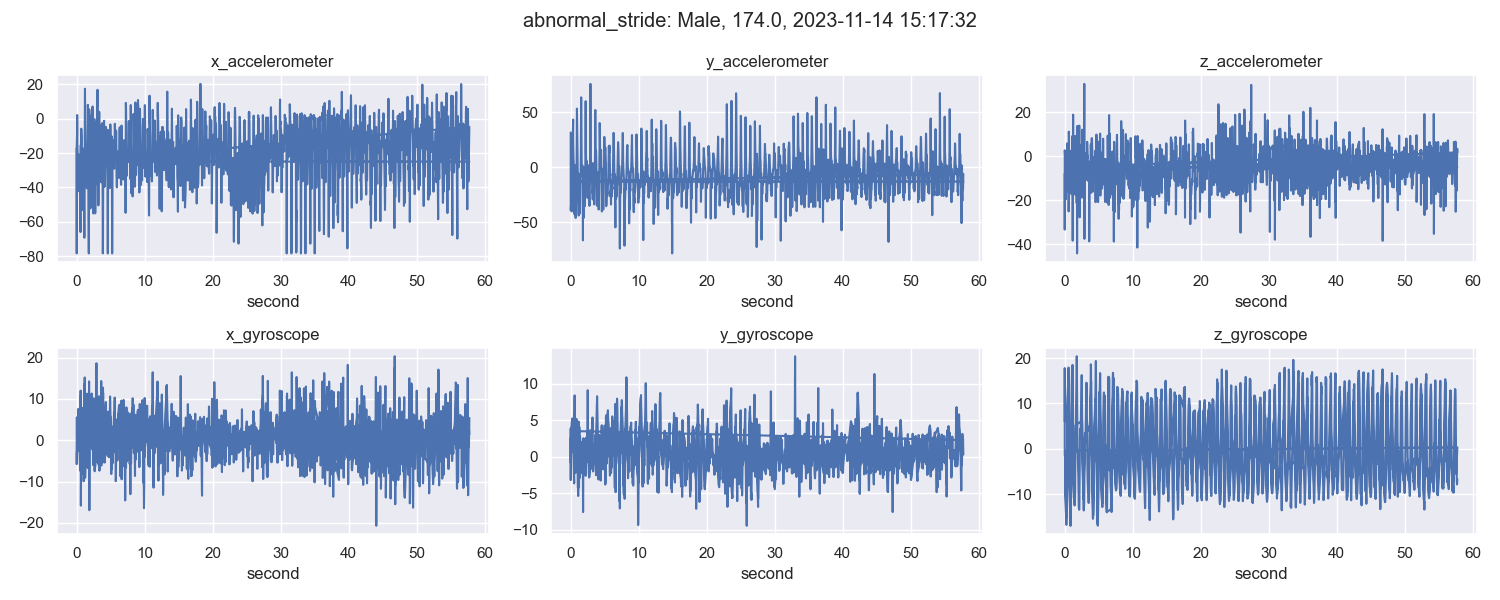 abnormal_stride: Male, 174.0, 2023-11-14 15:17:32
x_accelerometer
20
0
−20
−40
−60
−80
0 10 20 30 40 50 60
second
y_accelerometer
50
0
−50
0 10 20 30 40 50 60
second
z_accelerometer
20
0
−20
−40
0 10 20 30 40 50 60
second
x_gyroscope
20
10
0
−10
−20
0 10 20 30 40 50 60
second
y_gyroscope
10
5
0
−5
−10
0 10 20 30 40 50 60
second
z_gyroscope
20
10
0
−10
0 10 20 30 40 50 60
second